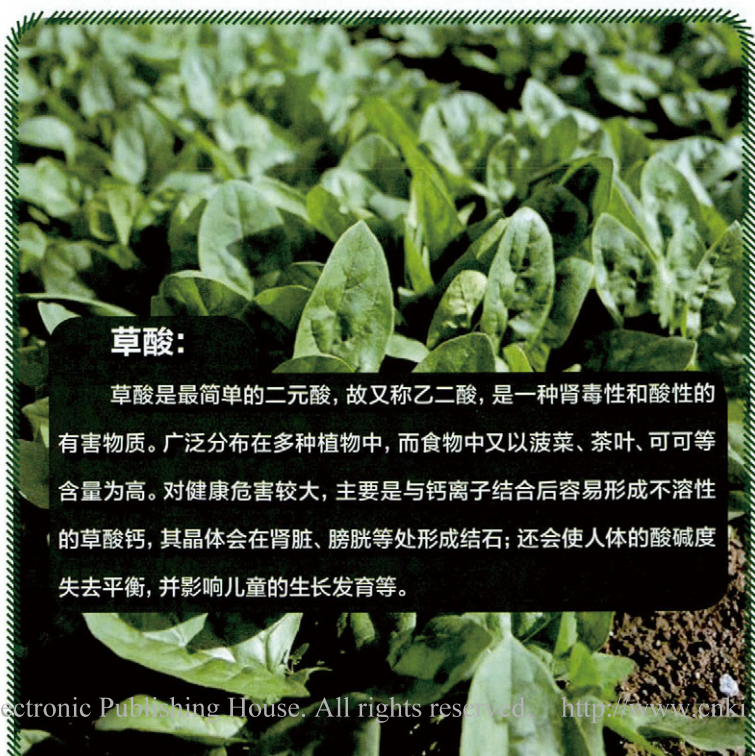 草酸:
草酸是最简单的二元酸,故又称乙二酸,是一种肾毒性和酸性的
有害物质。广泛分布在多种植物中,而食物中又以菠菜、茶叶、可可等
含量为高。对健康危害较大,主要是与钙离子结合后容易形成不溶性
的草酸钙,其晶体会在肾脏、膀胱等处形成结石;还会使人体的酸碱度
失去平衡,并影响儿童的生长发育等。
ectronic Publishing House. All rights reserved. http://www.cnki.